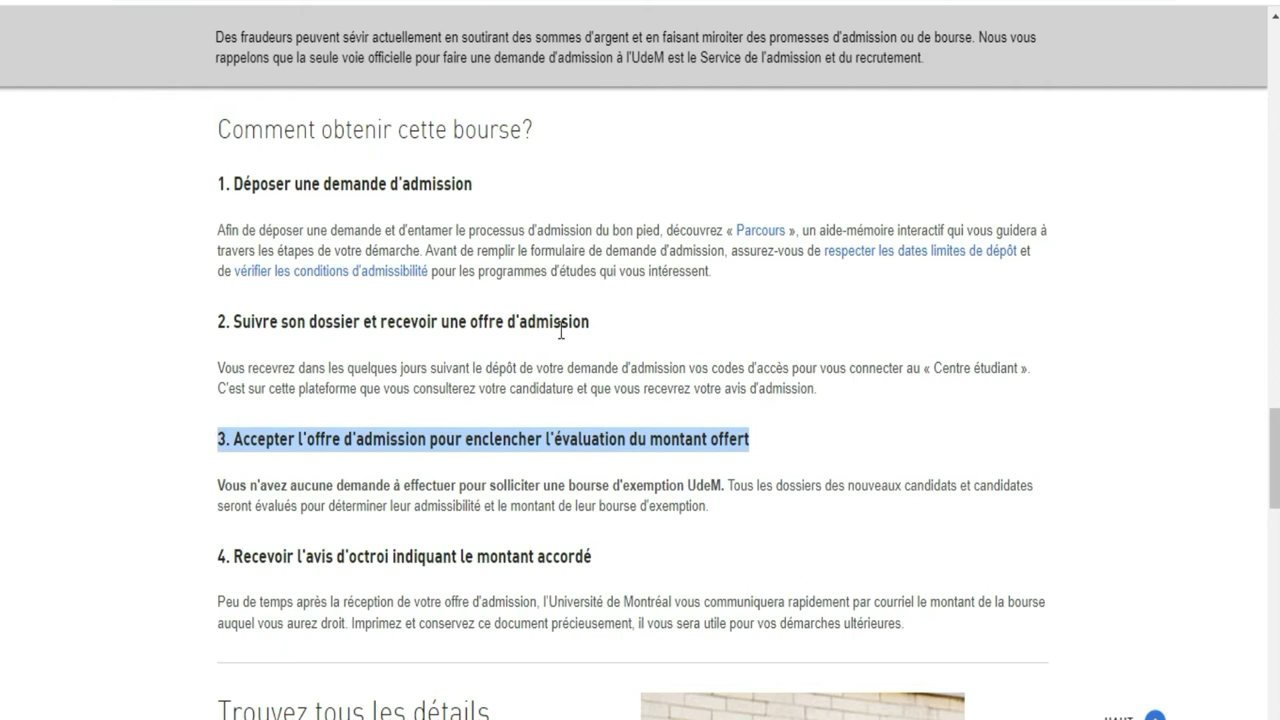 Des fraudeurs peuvent sévir actuellement en soutirant des sommes d'argent et en faisant miroiter des promesses d'admission ou de bourse. Nous vous
rappelons que la seule voie officielle pour faire une demande d'admission à l'UdeM est le Service de l'admission et du recrutement.
Comment obtenir cette bourse?
1. Déposer une demande d'admission
Afin de déposer une demande et d'entamer le processus d'admission du bon pied, découvrez « Parcours », un aide-mémoire interactif qui vous guidera à
travers les étapes de votre démarche. Avant de remplir le formulaire de demande d'admission, assurez-vous de respecter les dates limites de dépôt et
de vérifier les conditions d'admissibilité pour les programmes d'études qui vous intéressent.
2. Suivre son dossier et recevoir une offre d'admission
Vous recevrez dans les quelques jours suivant le dépôt de votre demande d'admission vos codes d'accès pour vous connecter au « Centre étudiant ».
C'est sur cette plateforme que vous consulterez votre candidature et que vous recevrez votre avis d'admission.
3. Accepter l'offre d'admission pour enclencher l'évaluation du montant offert
Vous n'avez aucune demande à effectuer pour solliciter une bourse d'exemption UdeM. Tous les dossiers des nouveaux candidats et candidates
seront évalués pour déterminer leur admissibilité et le montant de leur bourse d'exemption.
4. Recevoir l'avis d'octroi indiquant le montant accordé
Peu de temps après la réception de votre offre d'admission, l'Université de Montréal vous communiquera rapidement par courriel le montant de la bourse
auquel vous aurez droit. Imprimez et conservez ce document précieusement, il vous sera utile pour vos démarches ultérieures.
Trouvez tous les détails
HAUT